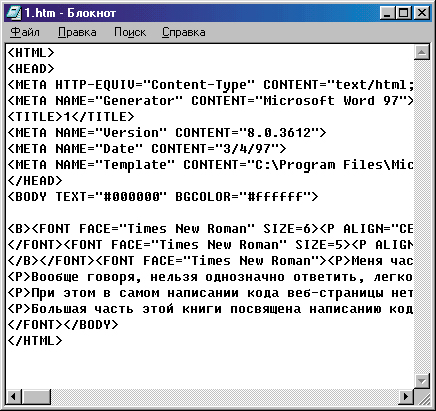 1.htm - Блокнот
Файл Правка Поиск Справка
<HTML>
<HEAD>
<META HTTP-EQUIV="Content-Type" CONTENT="text/html;
<META NAME="Generator" CONTENT="Microsoft Word 97">
<TITLE>1</TITLE>
<META NAME="Version" CONTENT="8.0.3612">
<META NAME="Date" CONTENT="3/4/97">
<META NAME="Template" CONTENT="C:\Program Files\Mic
</HEAD>
<BODY TEXT="#000000" BGCOLOR="#ffffff">
<B><FONT FACE="Times New Roman" SIZE=6><P ALIGN="CE
</FONT><FONT FACE="Times New Roman" SIZE=5><P ALIGN
</B></FONT><FONT FACE="Times New Roman"><P>Меня час
<P>Вообще говоря, нельзя однозначно ответить, легко
<P>При этом в самом написании кода веб-страницы нет
<P>Большая часть этой книги посвящена написанию код
</FONT></BODY>
</HTML>